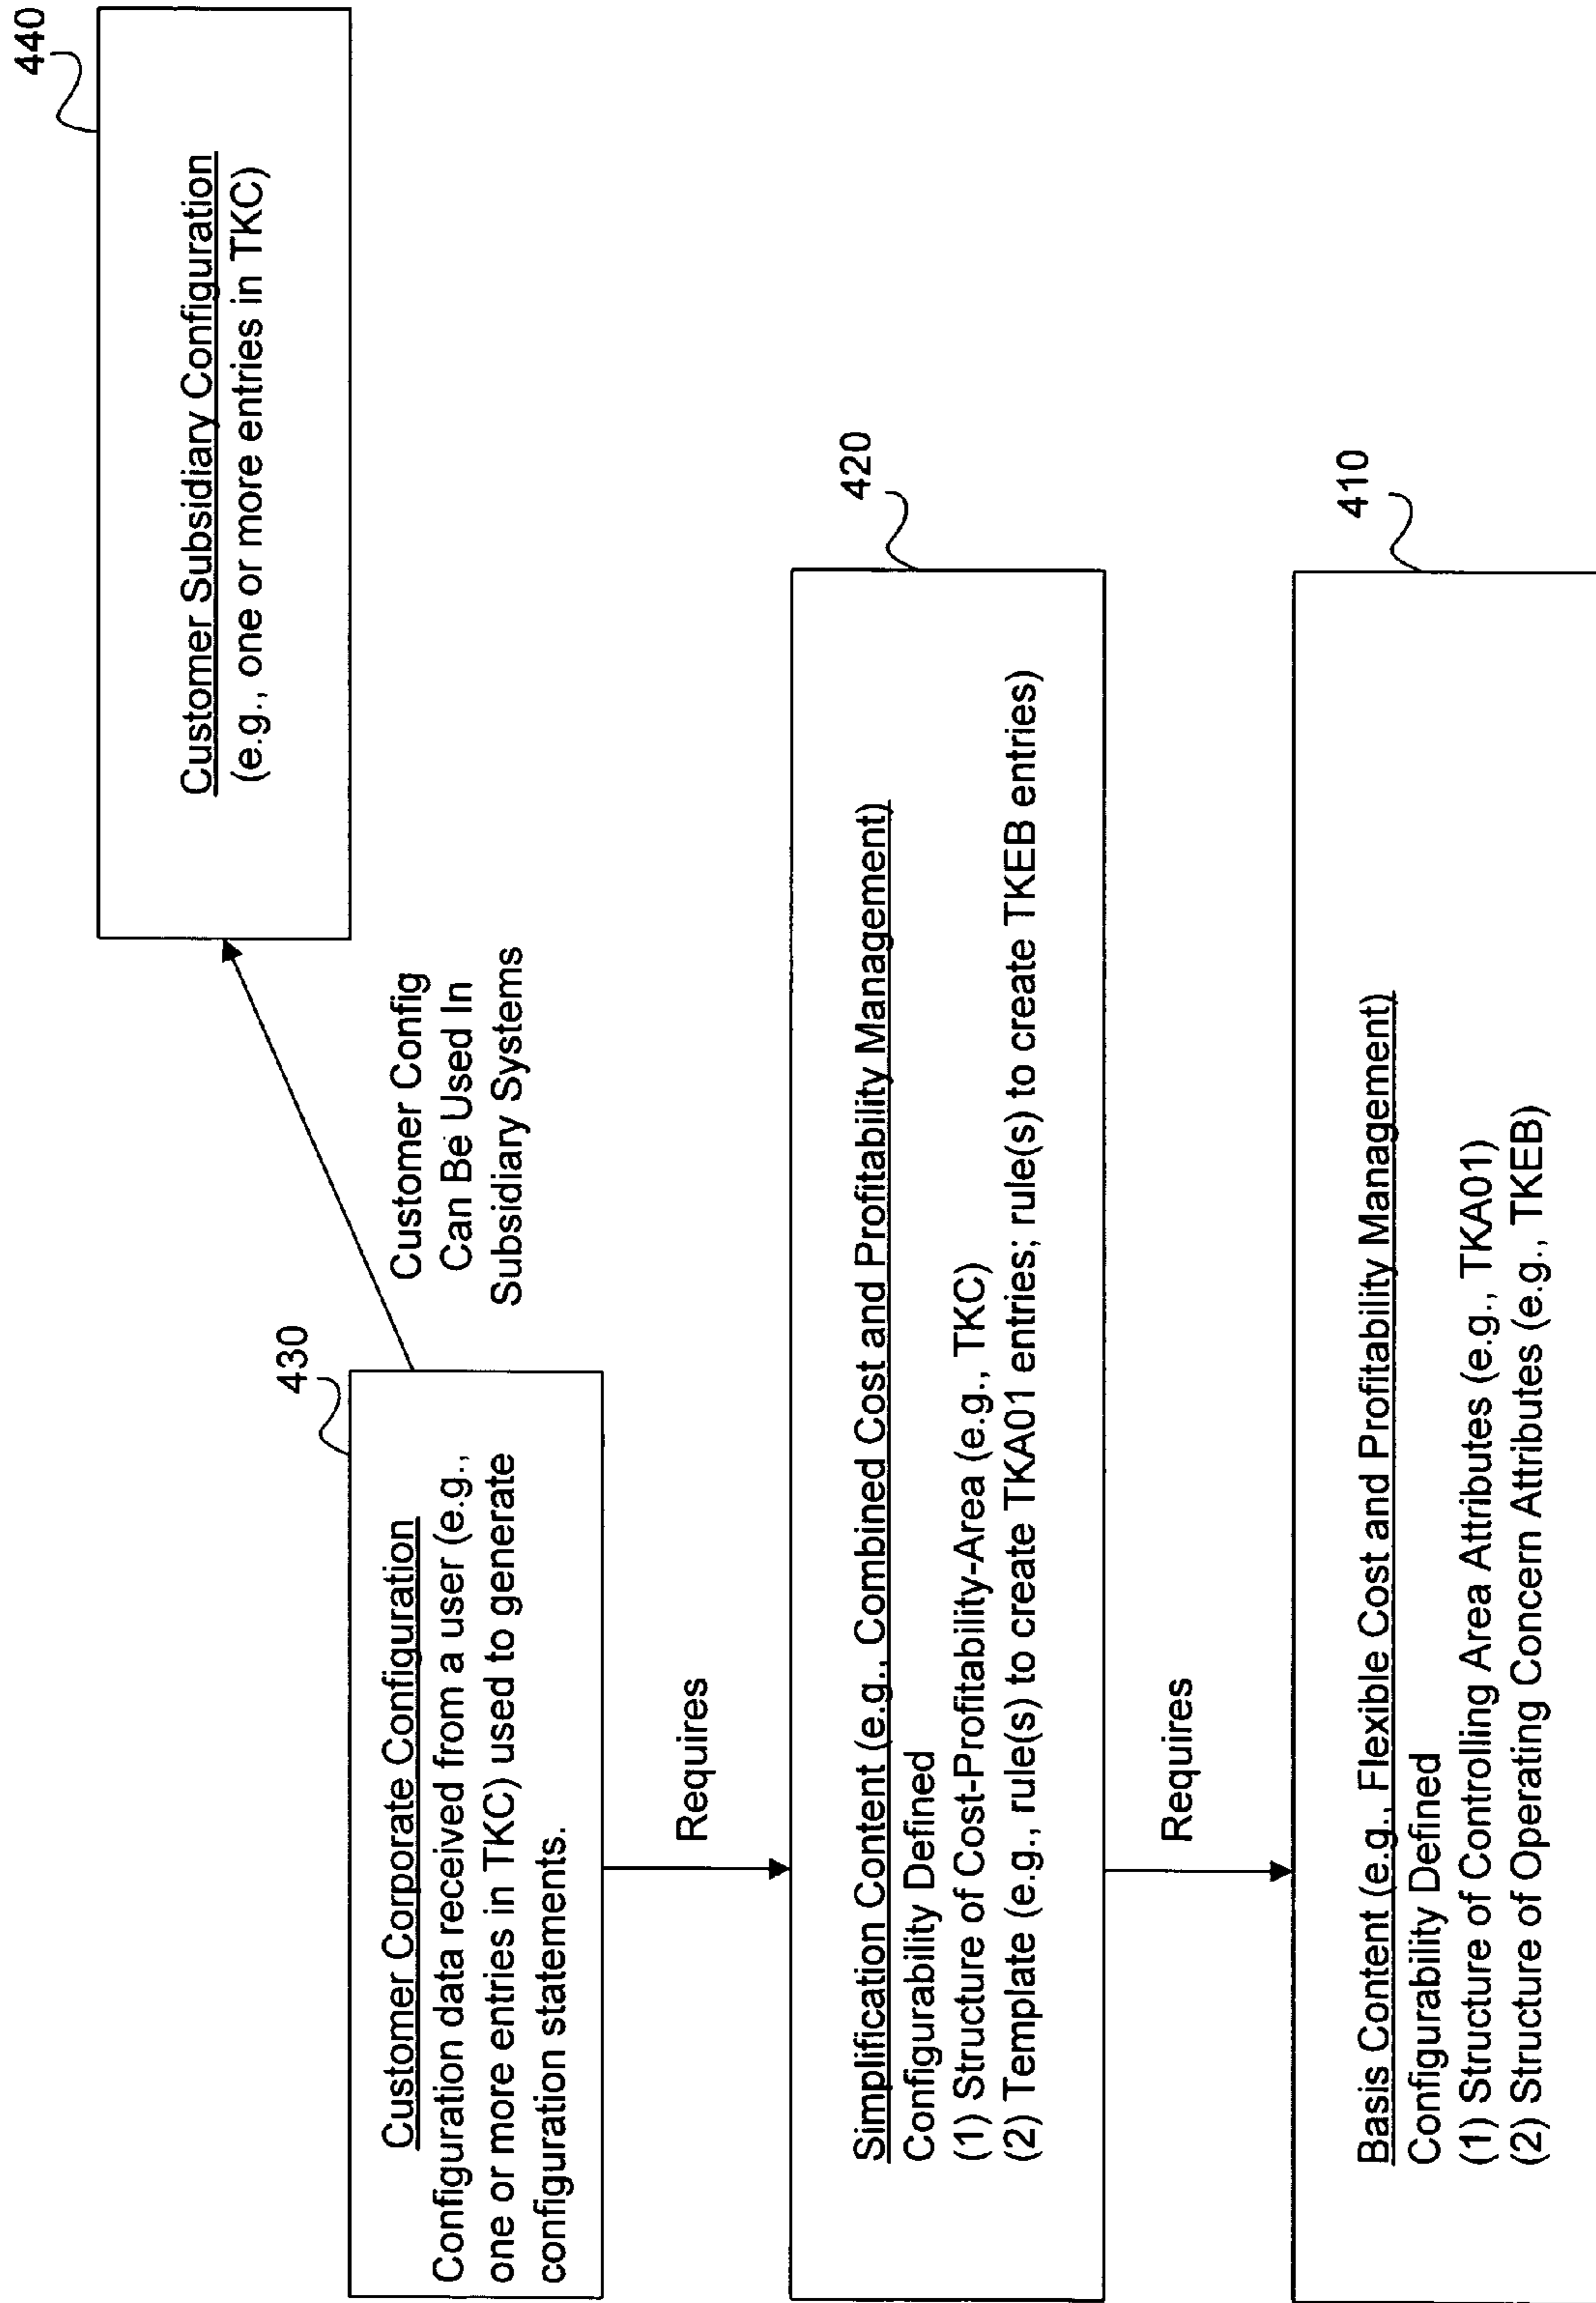 440
Customer Subsidiary Configuration
(e.g., one or more entries in TKC)
Customer Config
Can Be Used In
Subsidiary Systems
430
Customer Corporate Configuration
Configuration data received from a user (e.g.,
one or more entries in TKC) used to generate
configuration statements.
Requires
420
Simplification Content (e.g., Combined Cost and Profitability Management)
Configurability Defined
(1) Structure of Cost-Profitability-Area (e.g., TKC)
(2) Template (e.g., rule(s) to create TKA01 entries; rule(s) to create TKEB entries)
Requires
410
Basis Content (e.g., Flexible Cost and Profitability Management)
Configurability Defined
(1) Structure of Controlling Area Attributes (e.g., TKA01)
(2) Structure of Operating Concern Attributes (e.g., TKEB)